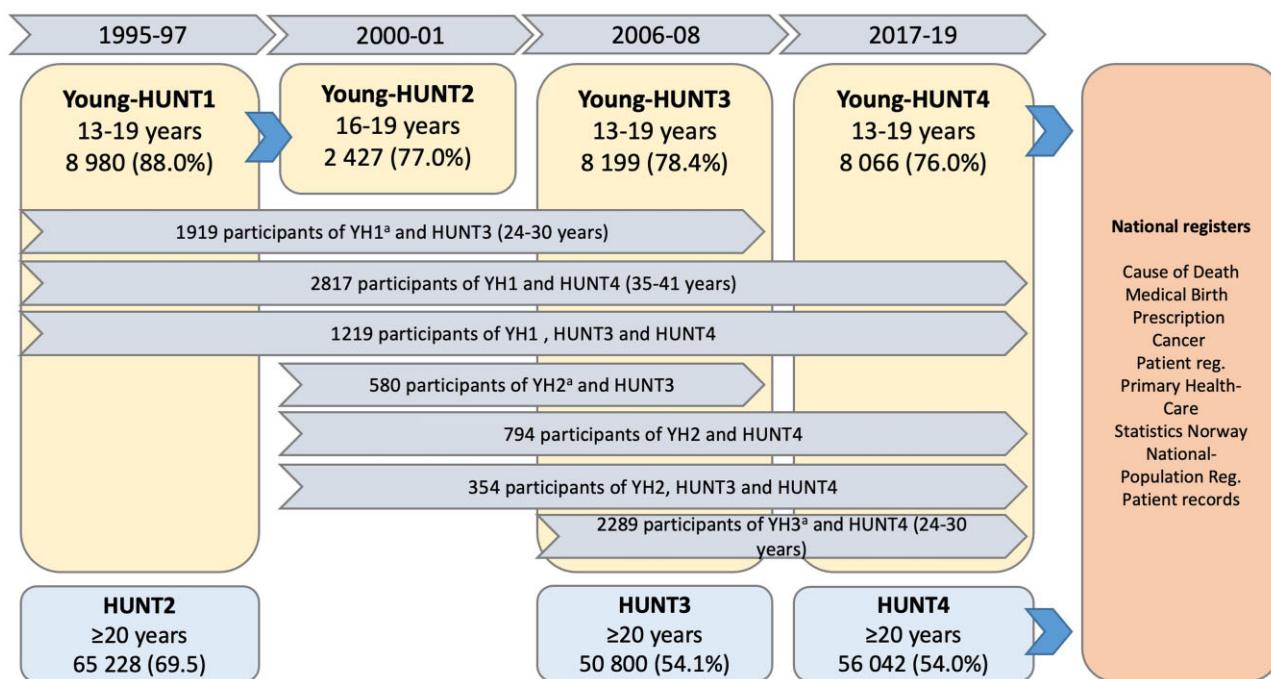 1995-97
2000-01
2006-08
2017-19
Young-HUNT1
13-19 years
8 980 (88.0%)
Young-HUNT2
16-19 years
2 427 (77.0%)
Young-HUNT3
13-19 years
8 199 (78.4%)
Young-HUNT4
13-19 years
8 066 (76.0%)
1919 participants of YH1ᵃ and HUNT3 (24-30 years)
2817 participants of YH1 and HUNT4 (35-41 years)
1219 participants of YH1 , HUNT3 and HUNT4
580 participants of YH2ᵃ and HUNT3
794 participants of YH2 and HUNT4
354 participants of YH2, HUNT3 and HUNT4
2289 participants of YH3ᵃ and HUNT4 (24-30
years)
HUNT2
≥20 years
65 228 (69.5)
HUNT3
≥20 years
50 800 (54.1%)
HUNT4
≥20 years
56 042 (54.0%)
National registers
Cause of Death
Medical Birth
Prescription
Cancer
Patient reg.
Primary Health-
Care
Statistics Norway
National-
Population Reg.
Patient records